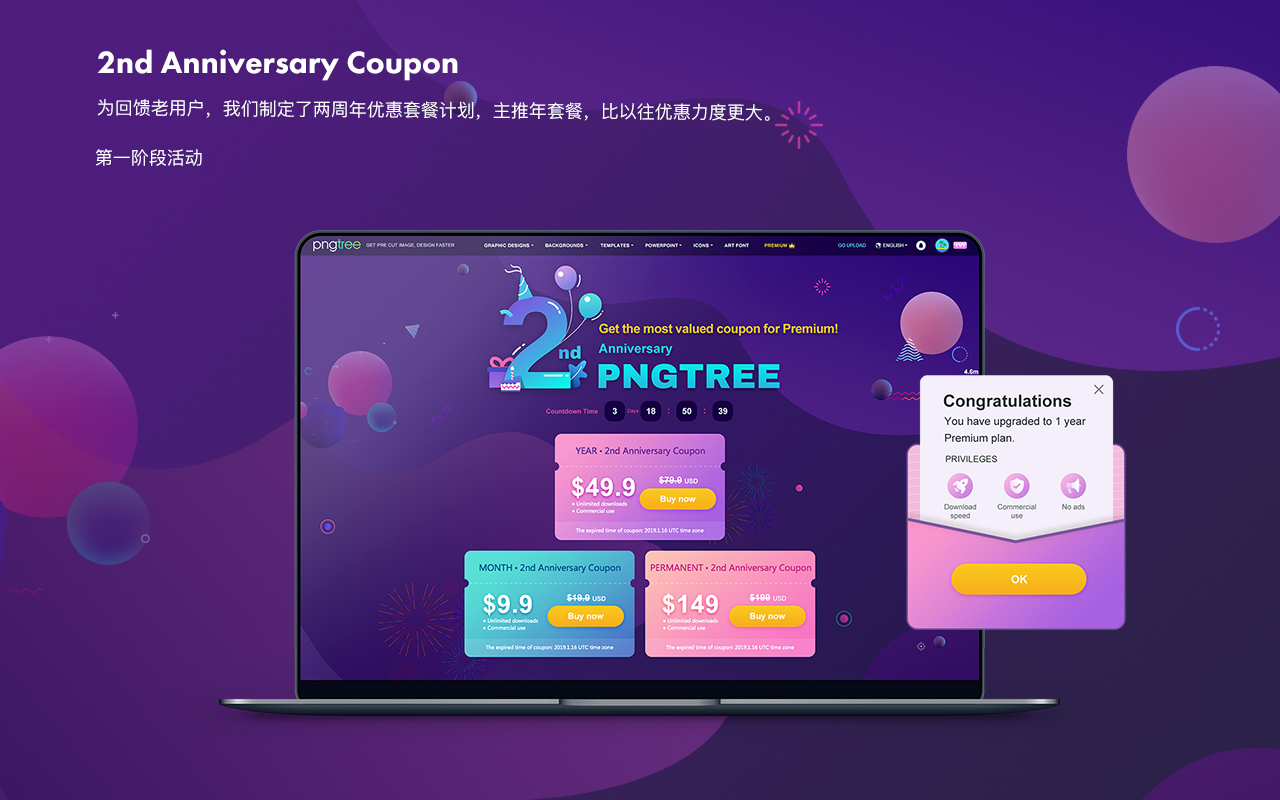 2nd Anniversary Coupon
为回馈老用户，我们制定了两周年优惠套餐计划，主推年套餐，比以往优惠力度更大。
第一阶段活动
pngtree GET PRE CUT IMAGE, DESIGN FASTER GRAPHIC DESIGNS BACKGROUNDS TEMPLATES POWERPOINT ICONS ART FONT PREMIUM GO UPLOAD ENGLISH
Get the most valued coupon for Premium!
2nd Anniversary
PNGTREE
4.6m
Countdown Time 3 Days 18 : 50 : 39
YEAR • 2nd Anniversary Coupon
$49.9 $79.9 USD
Buy now
• Unlimited downloads
• Commercial use
The expired time of coupon: 2019.1.16 UTC time zone
MONTH • 2nd Anniversary Coupon
$9.9 $19.9 USD
Buy now
• Unlimited downloads
• Commercial use
The expired time of coupon: 2019.1.16 UTC time zone
PERMANENT • 2nd Anniversary Coupon
$149 $199 USD
Buy now
• Unlimited downloads
• Commercial use
The expired time of coupon: 2019.1.16 UTC time zone
Congratulations
You have upgraded to 1 year
Premium plan.
PRIVILEGES
Download
speed
Commercial
use
No ads
OK